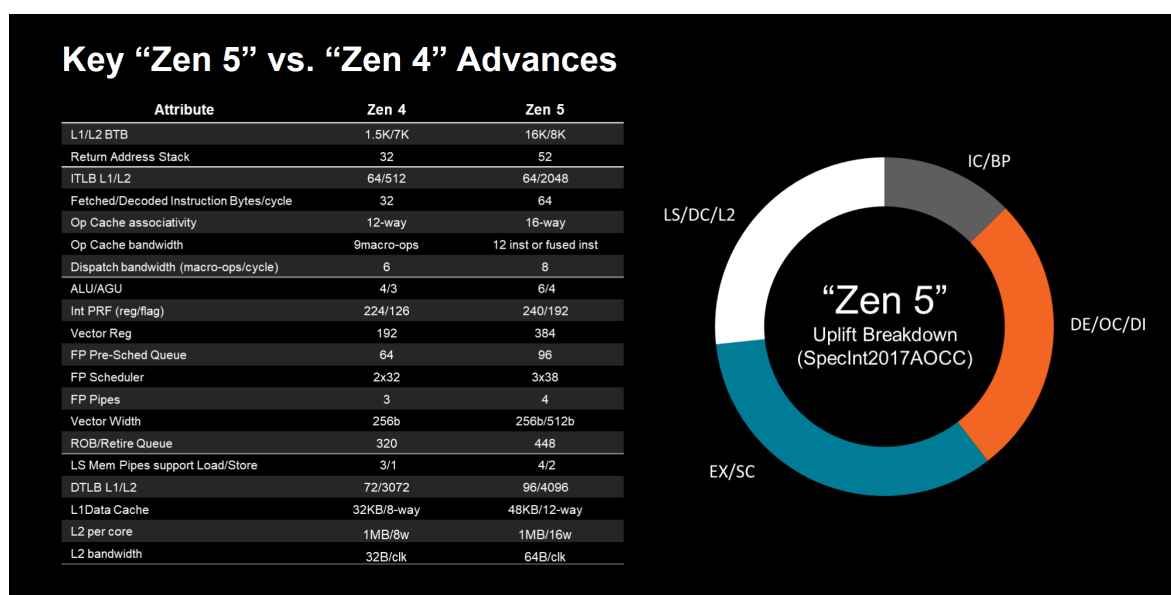 Key “Zen 5” vs. “Zen 4” Advances
Attribute Zen 4 Zen 5
L1/L2 BTB 1.5K/7K 16K/8K
Return Address Stack 32 52
ITLB L1/L2 64/512 64/2048
Fetched/Decoded Instruction Bytes/cycle 32 64
Op Cache associativity 12-way 16-way
Op Cache bandwidth 9macro-ops 12 inst or fused inst
Dispatch bandwidth (macro-ops/cycle) 6 8
ALU/AGU 4/3 6/4
Int PRF (reg/flag) 224/126 240/192
Vector Reg 192 384
FP Pre-Sched Queue 64 96
FP Scheduler 2x32 3x38
FP Pipes 3 4
Vector Width 256b 256b/512b
ROB/Retire Queue 320 448
LS Mem Pipes support Load/Store 3/1 4/2
DTLB L1/L2 72/3072 96/4096
L1Data Cache 32KB/8-way 48KB/12-way
L2 per core 1MB/8w 1MB/16w
L2 bandwidth 32B/clk 64B/clk
IC/BP
LS/DC/L2
DE/OC/DI
“Zen 5”
Uplift Breakdown
(SpecInt2017AOCC)
EX/SC